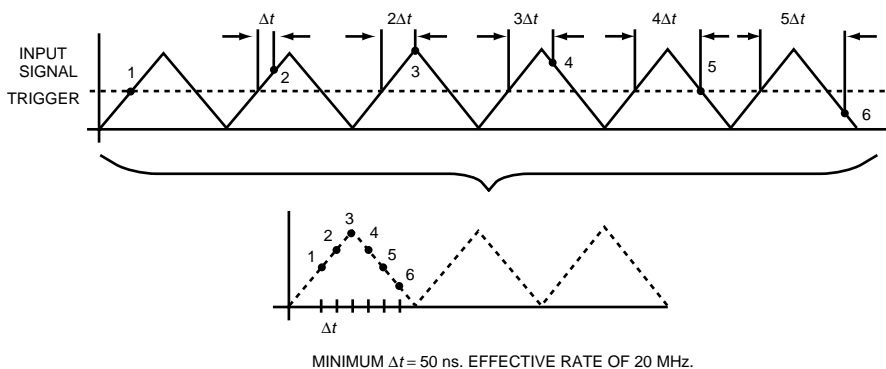 Δt 2Δt 3Δt 4Δt 5Δt
INPUT
SIGNAL
TRIGGER
1 2 3 4 5 6
1 2 3 4 5 6
Δt
MINIMUM Δt = 50 ns. EFFECTIVE RATE OF 20 MHz.